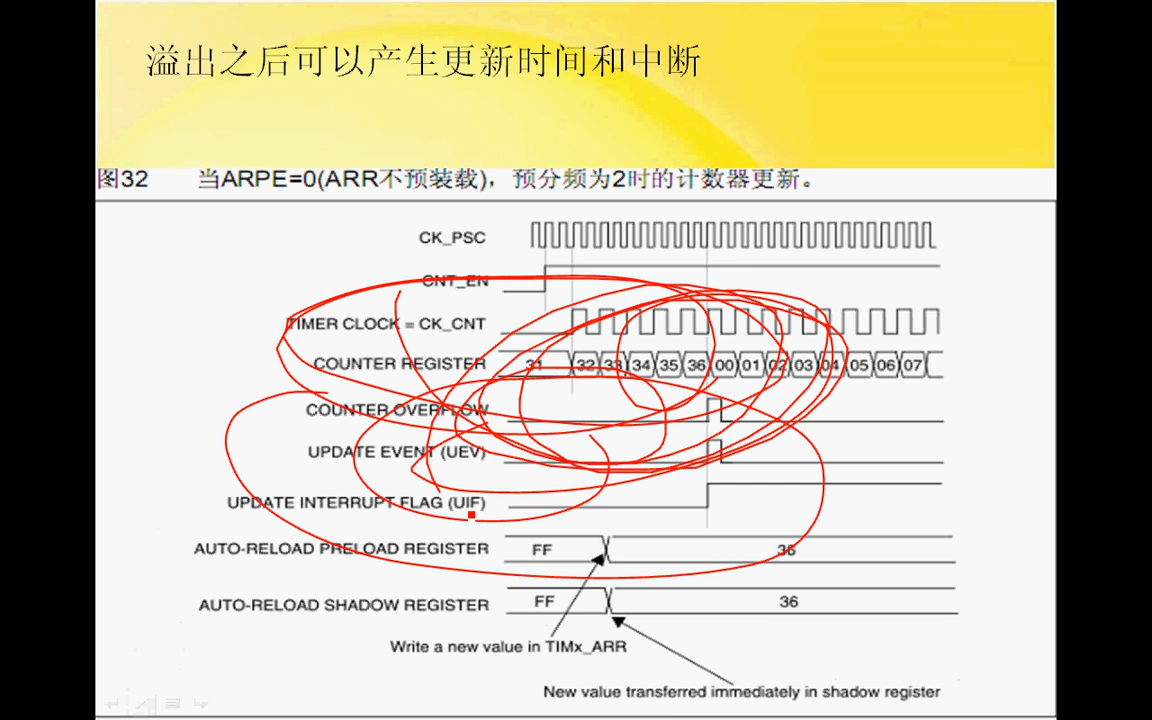 溢出之后可以产生更新时间和中断
图32 当ARPE=0(ARR不预装载)，预分频为2时的计数器更新。
CK_PSC
CNT_EN
TIMER CLOCK = CK_CNT
COUNTER REGISTER 31 32 33 34 35 36 00 01 02 03 04 05 06 07
COUNTER OVERFLOW
UPDATE EVENT (UEV)
UPDATE INTERRUPT FLAG (UIF)
AUTO-RELOAD PRELOAD REGISTER FF 36
AUTO-RELOAD SHADOW REGISTER FF 36
Write a new value in TIMx_ARR
New value transferred immediately in shadow register